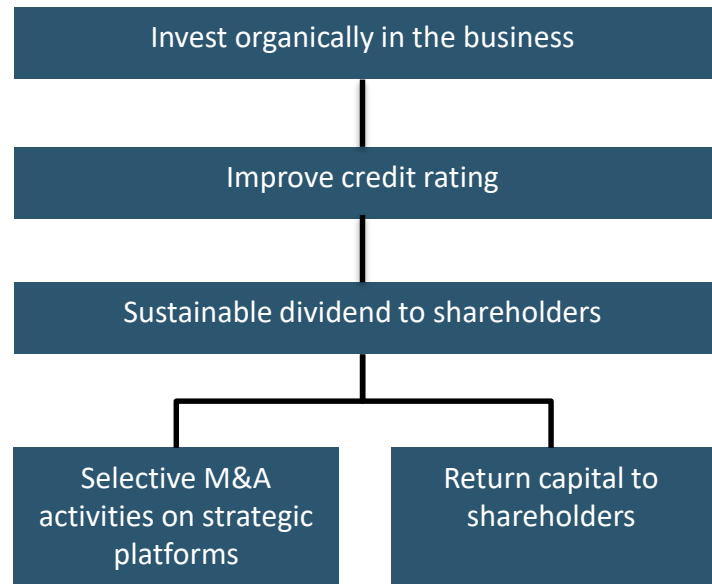 Invest organically in the business
Improve credit rating
Sustainable dividend to shareholders
Selective M&A
activities on strategic
platforms
Return capital to
shareholders